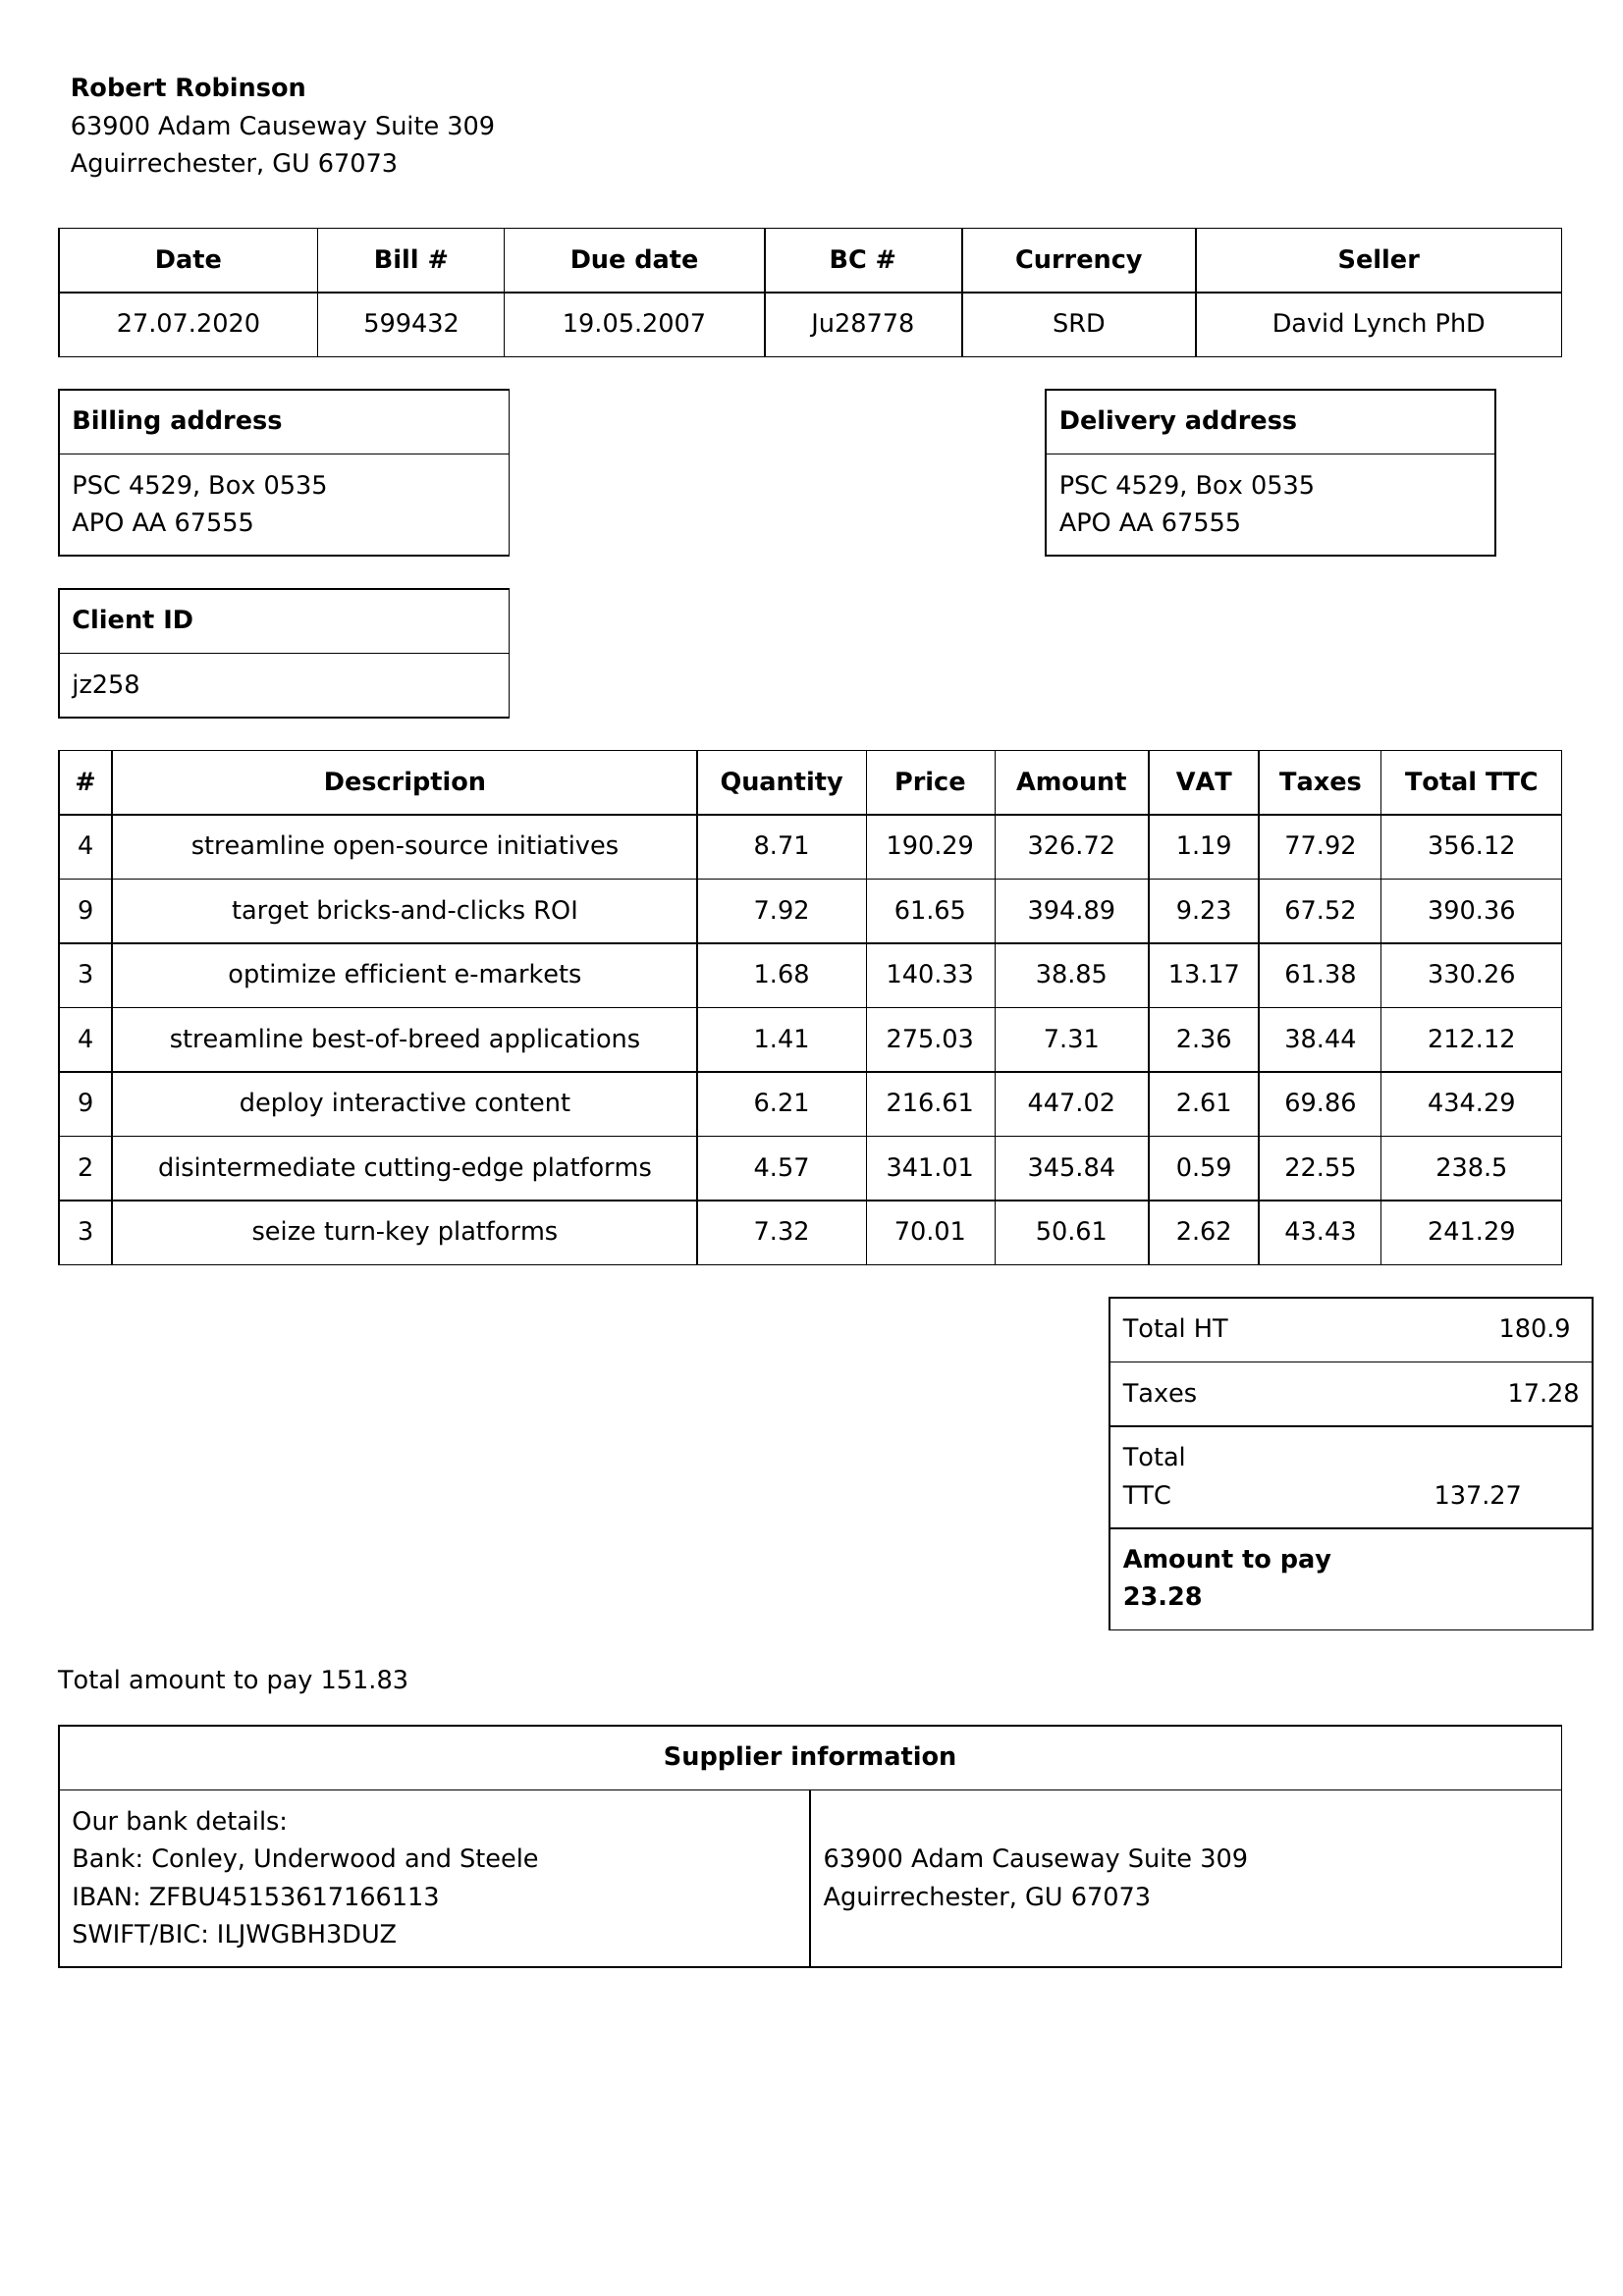 Robert Robinson
63900 Adam Causeway Suite 309
Aguirrechester, GU 67073
Date Bill # Due date BC # Currency Seller
27.07.2020 599432 19.05.2007 Ju28778 SRD David Lynch PhD
Billing address
PSC 4529, Box 0535
APO AA 67555
Delivery address
PSC 4529, Box 0535
APO AA 67555
Client ID
jz258
# Description Quantity Price Amount VAT Taxes Total TTC
4 streamline open-source initiatives 8.71 190.29 326.72 1.19 77.92 356.12
9 target bricks-and-clicks ROI 7.92 61.65 394.89 9.23 67.52 390.36
3 optimize efficient e-markets 1.68 140.33 38.85 13.17 61.38 330.26
4 streamline best-of-breed applications 1.41 275.03 7.31 2.36 38.44 212.12
9 deploy interactive content 6.21 216.61 447.02 2.61 69.86 434.29
2 disintermediate cutting-edge platforms 4.57 341.01 345.84 0.59 22.55 238.5
3 seize turn-key platforms 7.32 70.01 50.61 2.62 43.43 241.29
Total HT 180.9
Taxes 17.28
Total
TTC 137.27
Amount to pay
23.28
Total amount to pay 151.83
Supplier information
Our bank details:
Bank: Conley, Underwood and Steele
IBAN: ZFBU45153617166113
SWIFT/BIC: ILJWGBH3DUZ
63900 Adam Causeway Suite 309
Aguirrechester, GU 67073